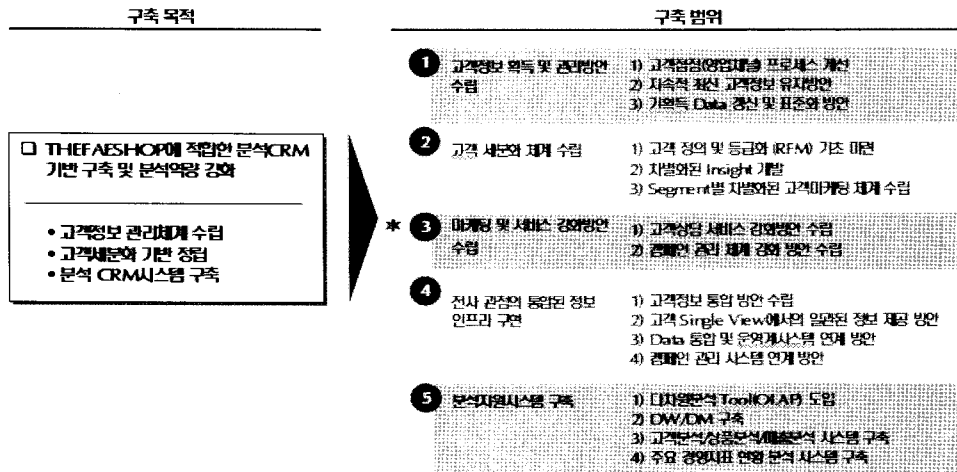 구축 목적
구축 범위
□ THEFAESHOP에 적합한 분석CRM
기반 구축 및 분석역량 강화
• 고객정보 관리체계 수립
• 고객세분화 기반 정립
• 분석 CRM시스템 구축
*
1 고객정보 획득 및 관리방안
수립
1) 고객접점(영업채널) 프로세스 개선
2) 지속적 최신 고객정보 유지방안
3) 기획득 Data 갱신 및 표준화 방안
2 고객 세분화 체계 수립
1) 고객 정의 및 등급화 (RFM) 기초 마련
2) 차별화된 Insight 개발
3) Segment별 차별화된 고객마케팅 체계 수립
3 마케팅 및 서비스 강화방안
수립
1) 고객상담 서비스 강화방안 수립
2) 캠페인 관리 체계 강화 방안 수립
4 전사 관점의 통합된 정보
인프라 구현
1) 고객정보 통합 방안 수립
2) 고객 Single View에서의 일관된 정보 제공 방안
3) Data 통합 및 운영계시스템 연계 방안
4) 캠페인 관리 시스템 연계 방안
5 분석지원시스템 구축
1) 다차원분석 Tool(OLAP) 도입
2) DW/DM 구축
3) 고객분석/상품분석/매출분석 시스템 구축
4) 주요 경영지표 현황 분석 시스템 구축